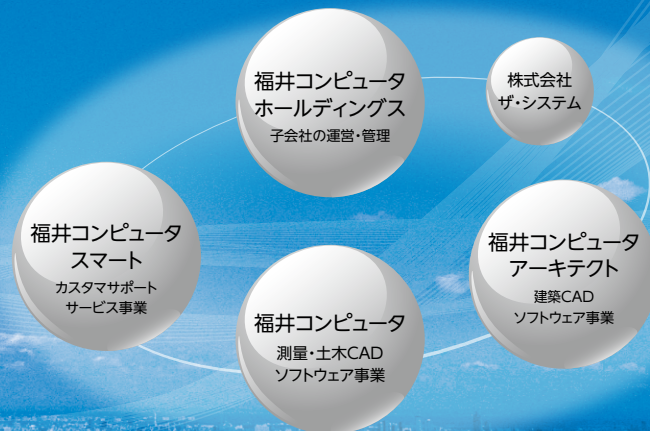 福井コンピュータ
ホールディングス
子会社の運営・管理
株式会社
ザ・システム
福井コンピュータ
スマート
カスタマサポート
サービス事業
福井コンピュータ
アーキテクト
建築CAD
ソフトウェア事業
福井コンピュータ
測量・土木CAD
ソフトウェア事業